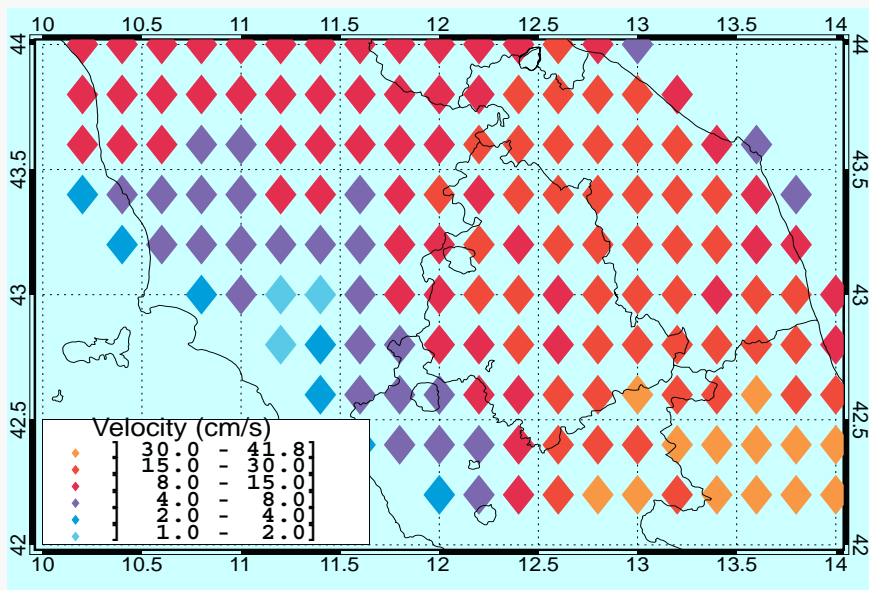 10 10.5 11 11.5 12 12.5 13 13.5 14
44 44
43.5 43.5
43 43
42.5 42.5
Velocity (cm/s)
] 30.0 - 41.8]
] 15.0 - 30.0]
] 8.0 - 15.0]
] 4.0 - 8.0]
] 2.0 - 4.0]
] 1.0 - 2.0]
42 42
10 10.5 11 11.5 12 12.5 13 13.5 14